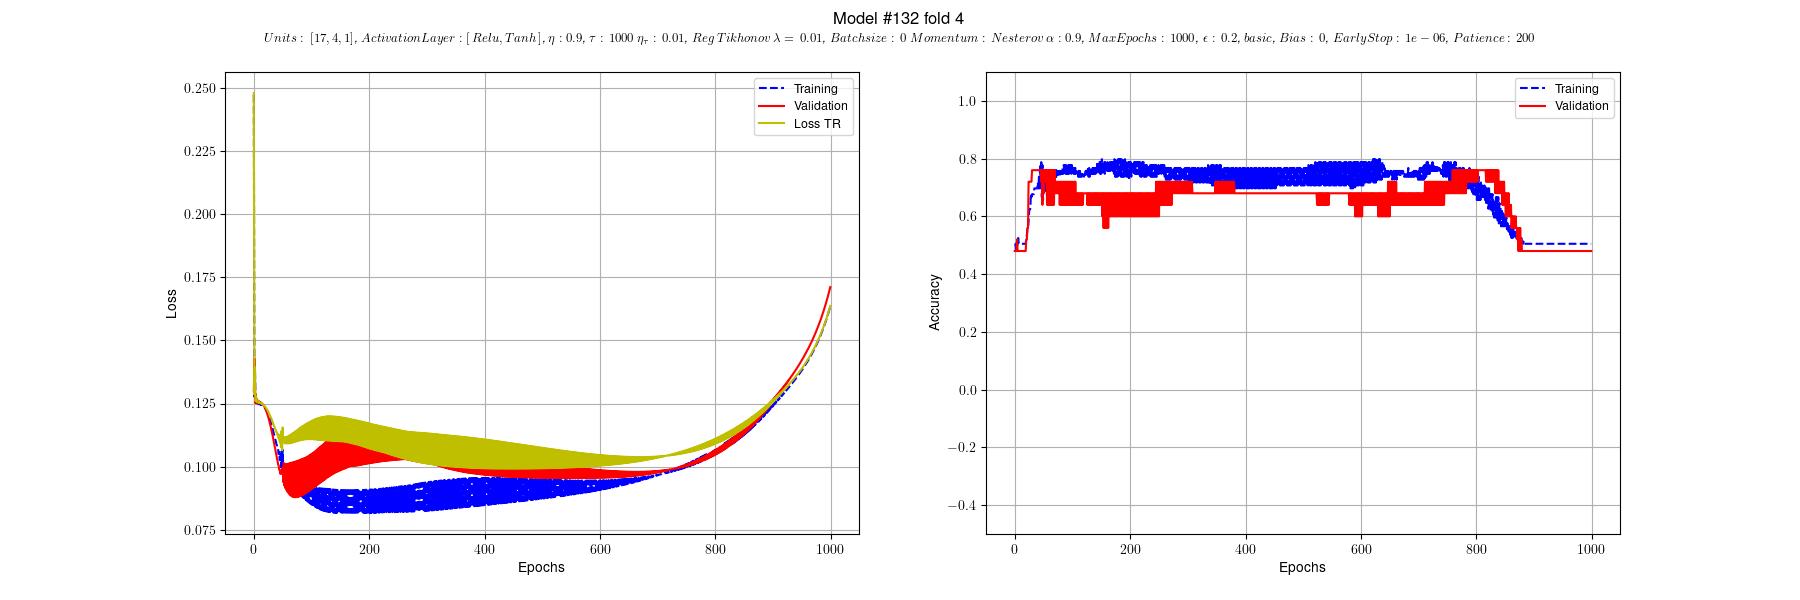 Model #132 fold 4
Units : [17, 4, 1], ActivationLayer : [ Relu, Tanh], η : 0.9, τ : 1000 η_τ : 0.01, Reg Tikhonov λ = 0.01, Batchsize : 0 Momentum : Nesterov α : 0.9, MaxEpochs : 1000, ϵ : 0.2, basic, Bias : 0, EarlyStop : 1e − 06, Patience : 200
0.250
0.225
0.200
0.175
0.150
0.125
0.100
0.075
Loss
0 200 400 600 800 1000
Epochs
Training
Validation
Loss TR
1.0
0.8
0.6
0.4
0.2
0.0
−0.2
−0.4
Accuracy
0 200 400 600 800 1000
Epochs
Training
Validation